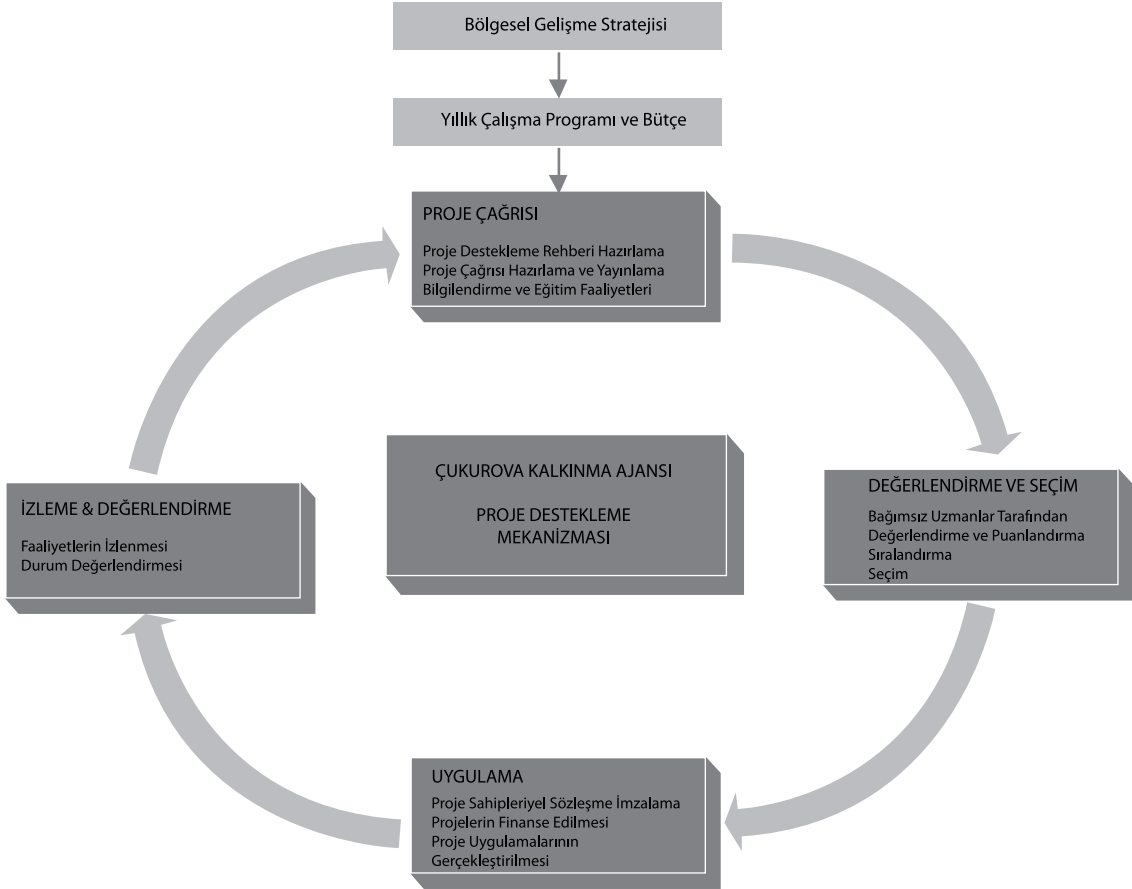 Bölgesel Gelişme Stratejisi
Yıllık Çalışma Programı ve Bütçe
PROJE ÇAĞRISI
Proje Destekleme Rehberi Hazırlama
Proje Çağrısı Hazırlama ve Yayınlama
Bilgilendirme ve Eğitim Faaliyetleri
ÇUKUROVA KALKINMA AJANSI
PROJE DESTEKLEME
MEKANİZMASI
DEĞERLENDİRME VE SEÇİM
Bağımsız Uzmanlar Tarafından
Değerlendirme ve Puanlandırma
Sıralandırma
Seçim
UYGULAMA
Proje Sahipleriyel Sözleşme İmzalama
Projelerin Finanse Edilmesi
Proje Uygulamalarının
Gerçekleştirilmesi
İZLEME & DEĞERLENDİRME
Faaliyetlerin İzlenmesi
Durum Değerlendirmesi